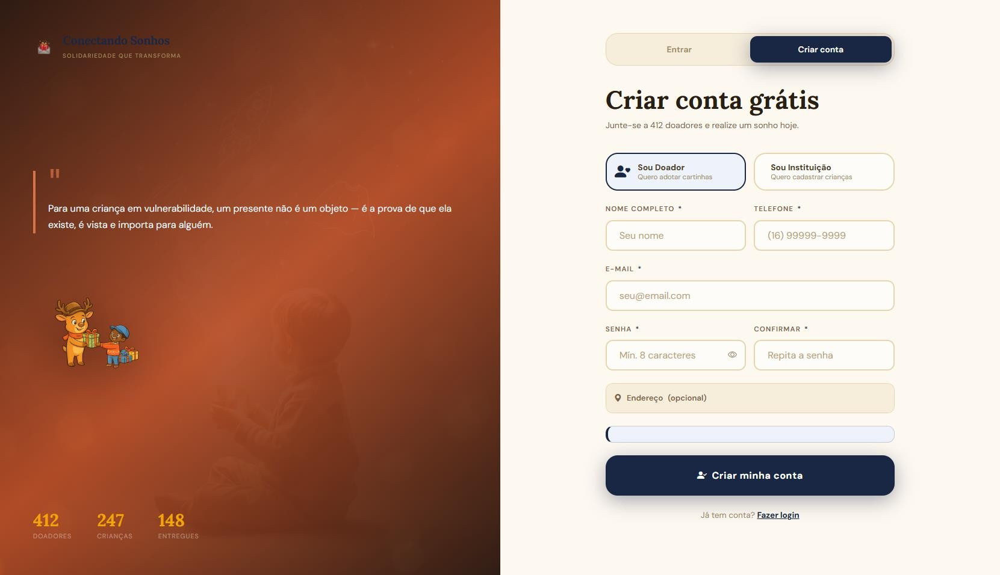 Conectando Sonhos
SOLIDARIEDADE QUE TRANSFORMA
"
Para uma criança em vulnerabilidade, um presente não é um objeto — é a prova de que ela
existe, é vista e importa para alguém.
412
DOADORES
247
CRIANÇAS
148
ENTREGUES
Entrar
Criar conta
Criar conta grátis
Junte-se a 412 doadores e realize um sonho hoje.
Sou Doador
Quero adotar cartinhas
Sou Instituição
Quero cadastrar crianças
NOME COMPLETO *
TELEFONE *
Seu nome
(16) 99999-9999
E-MAIL *
seu@email.com
SENHA *
CONFIRMAR *
Mín. 8 caracteres
Repita a senha
Endereço (opcional)
Criar minha conta
Já tem conta? Fazer login